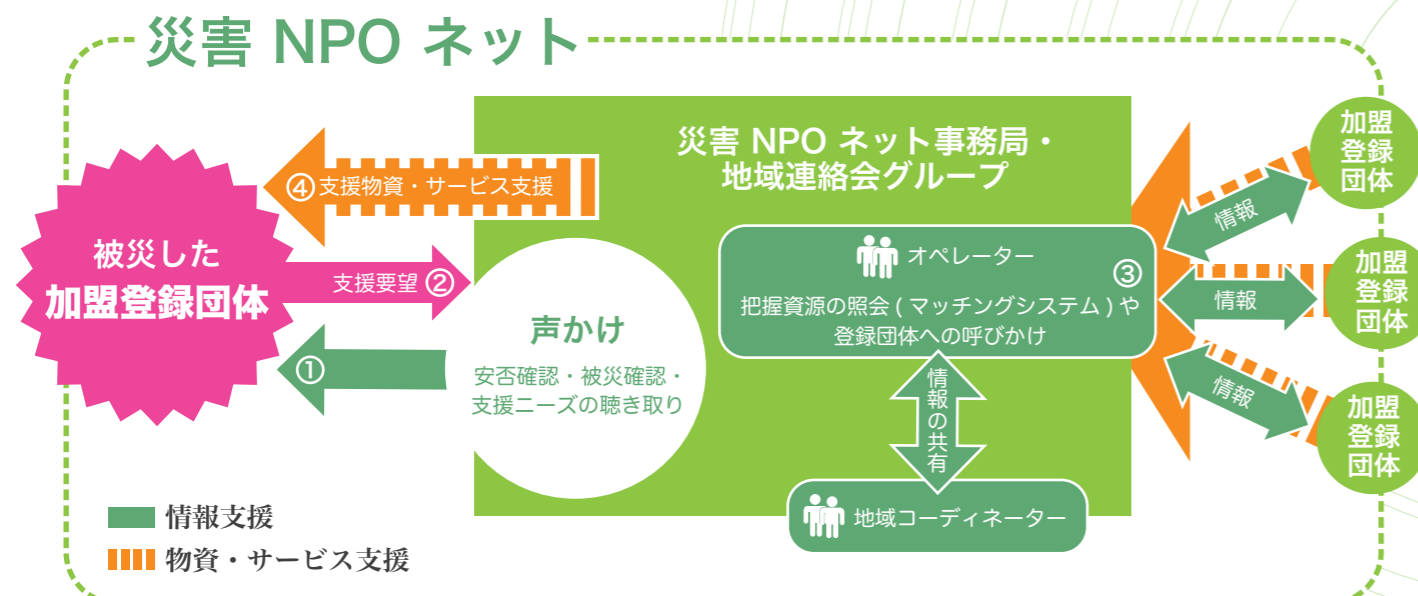 災害 NPO ネット
災害 NPO ネット事務局・
地域連絡会グループ
④支援物資・サービス支援
被災した
加盟登録団体
支援要望②
①
声かけ
安否確認・被災確認・
支援ニーズの聴き取り
オペレーター
③
把握資源の照会 ( マッチングシステム ) や
登録団体への呼びかけ
情報の共有
地域コーディネーター
情報
情報
情報
加盟
登録
団体
加盟
登録
団体
加盟
登録
団体
情報支援
物資・サービス支援